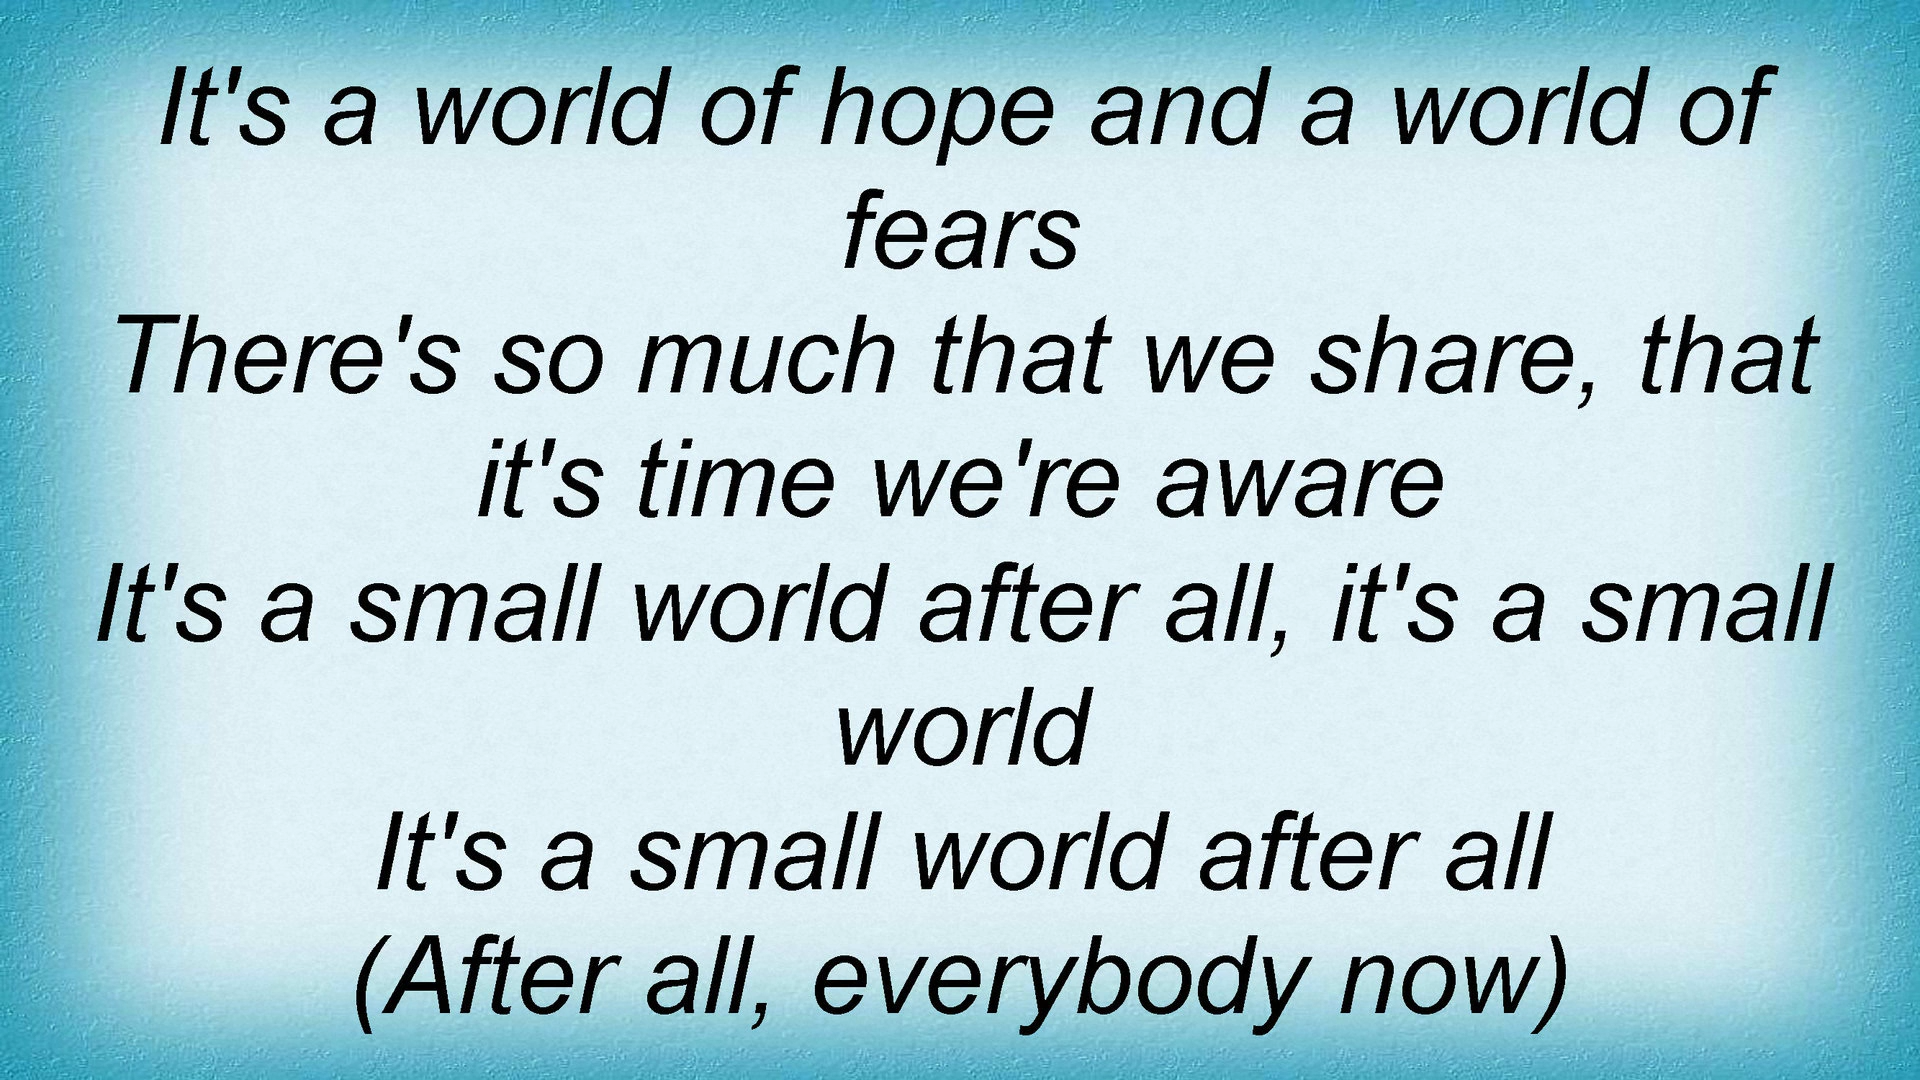 It's a world of hope and a world of
fears
There's so much that we share, that
it's time we're aware
It's a small world after all, it's a small
world
It's a small world after all
(After all, everybody now)